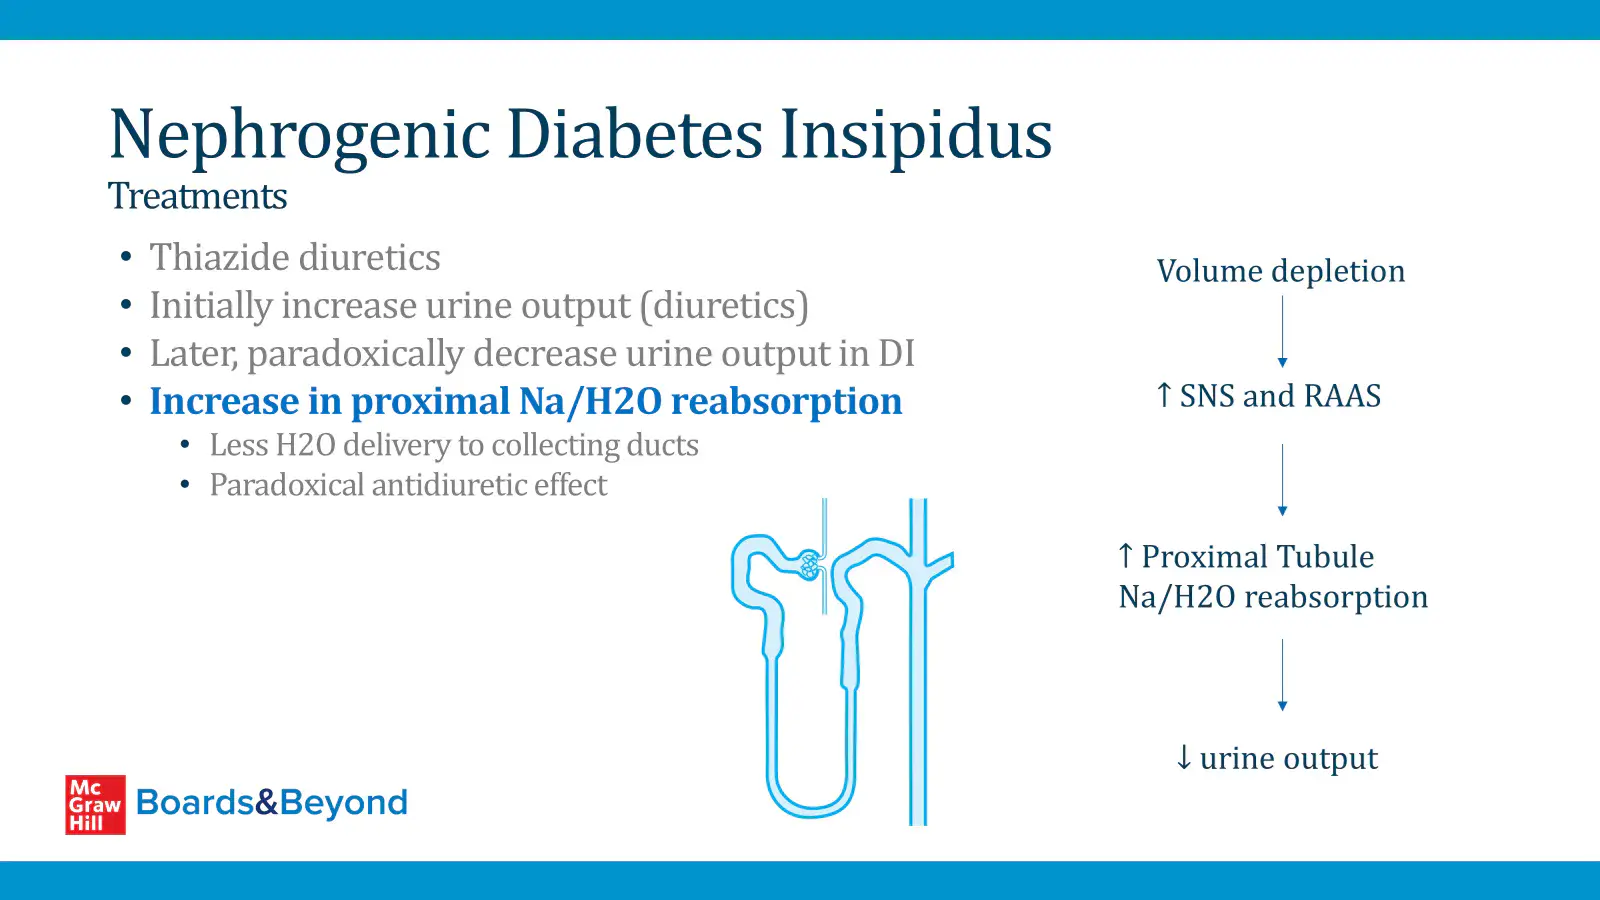 Nephrogenic Diabetes Insipidus
Treatments
• Thiazide diuretics
• Initially increase urine output (diuretics)
• Later, paradoxically decrease urine output in DI
• Increase in proximal Na/H2O reabsorption
• Less H2O delivery to collecting ducts
• Paradoxical antidiuretic effect
Volume depletion
↑ SNS and RAAS
↑ Proximal Tubule
Na/H2O reabsorption
↓ urine output
Mc
Graw
Hill
Boards&Beyond